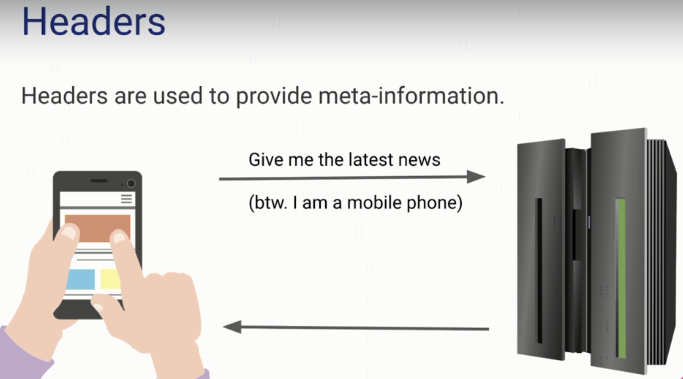 Headers
Headers are used to provide meta-information.
Give me the latest news
(btw. I am a mobile phone)